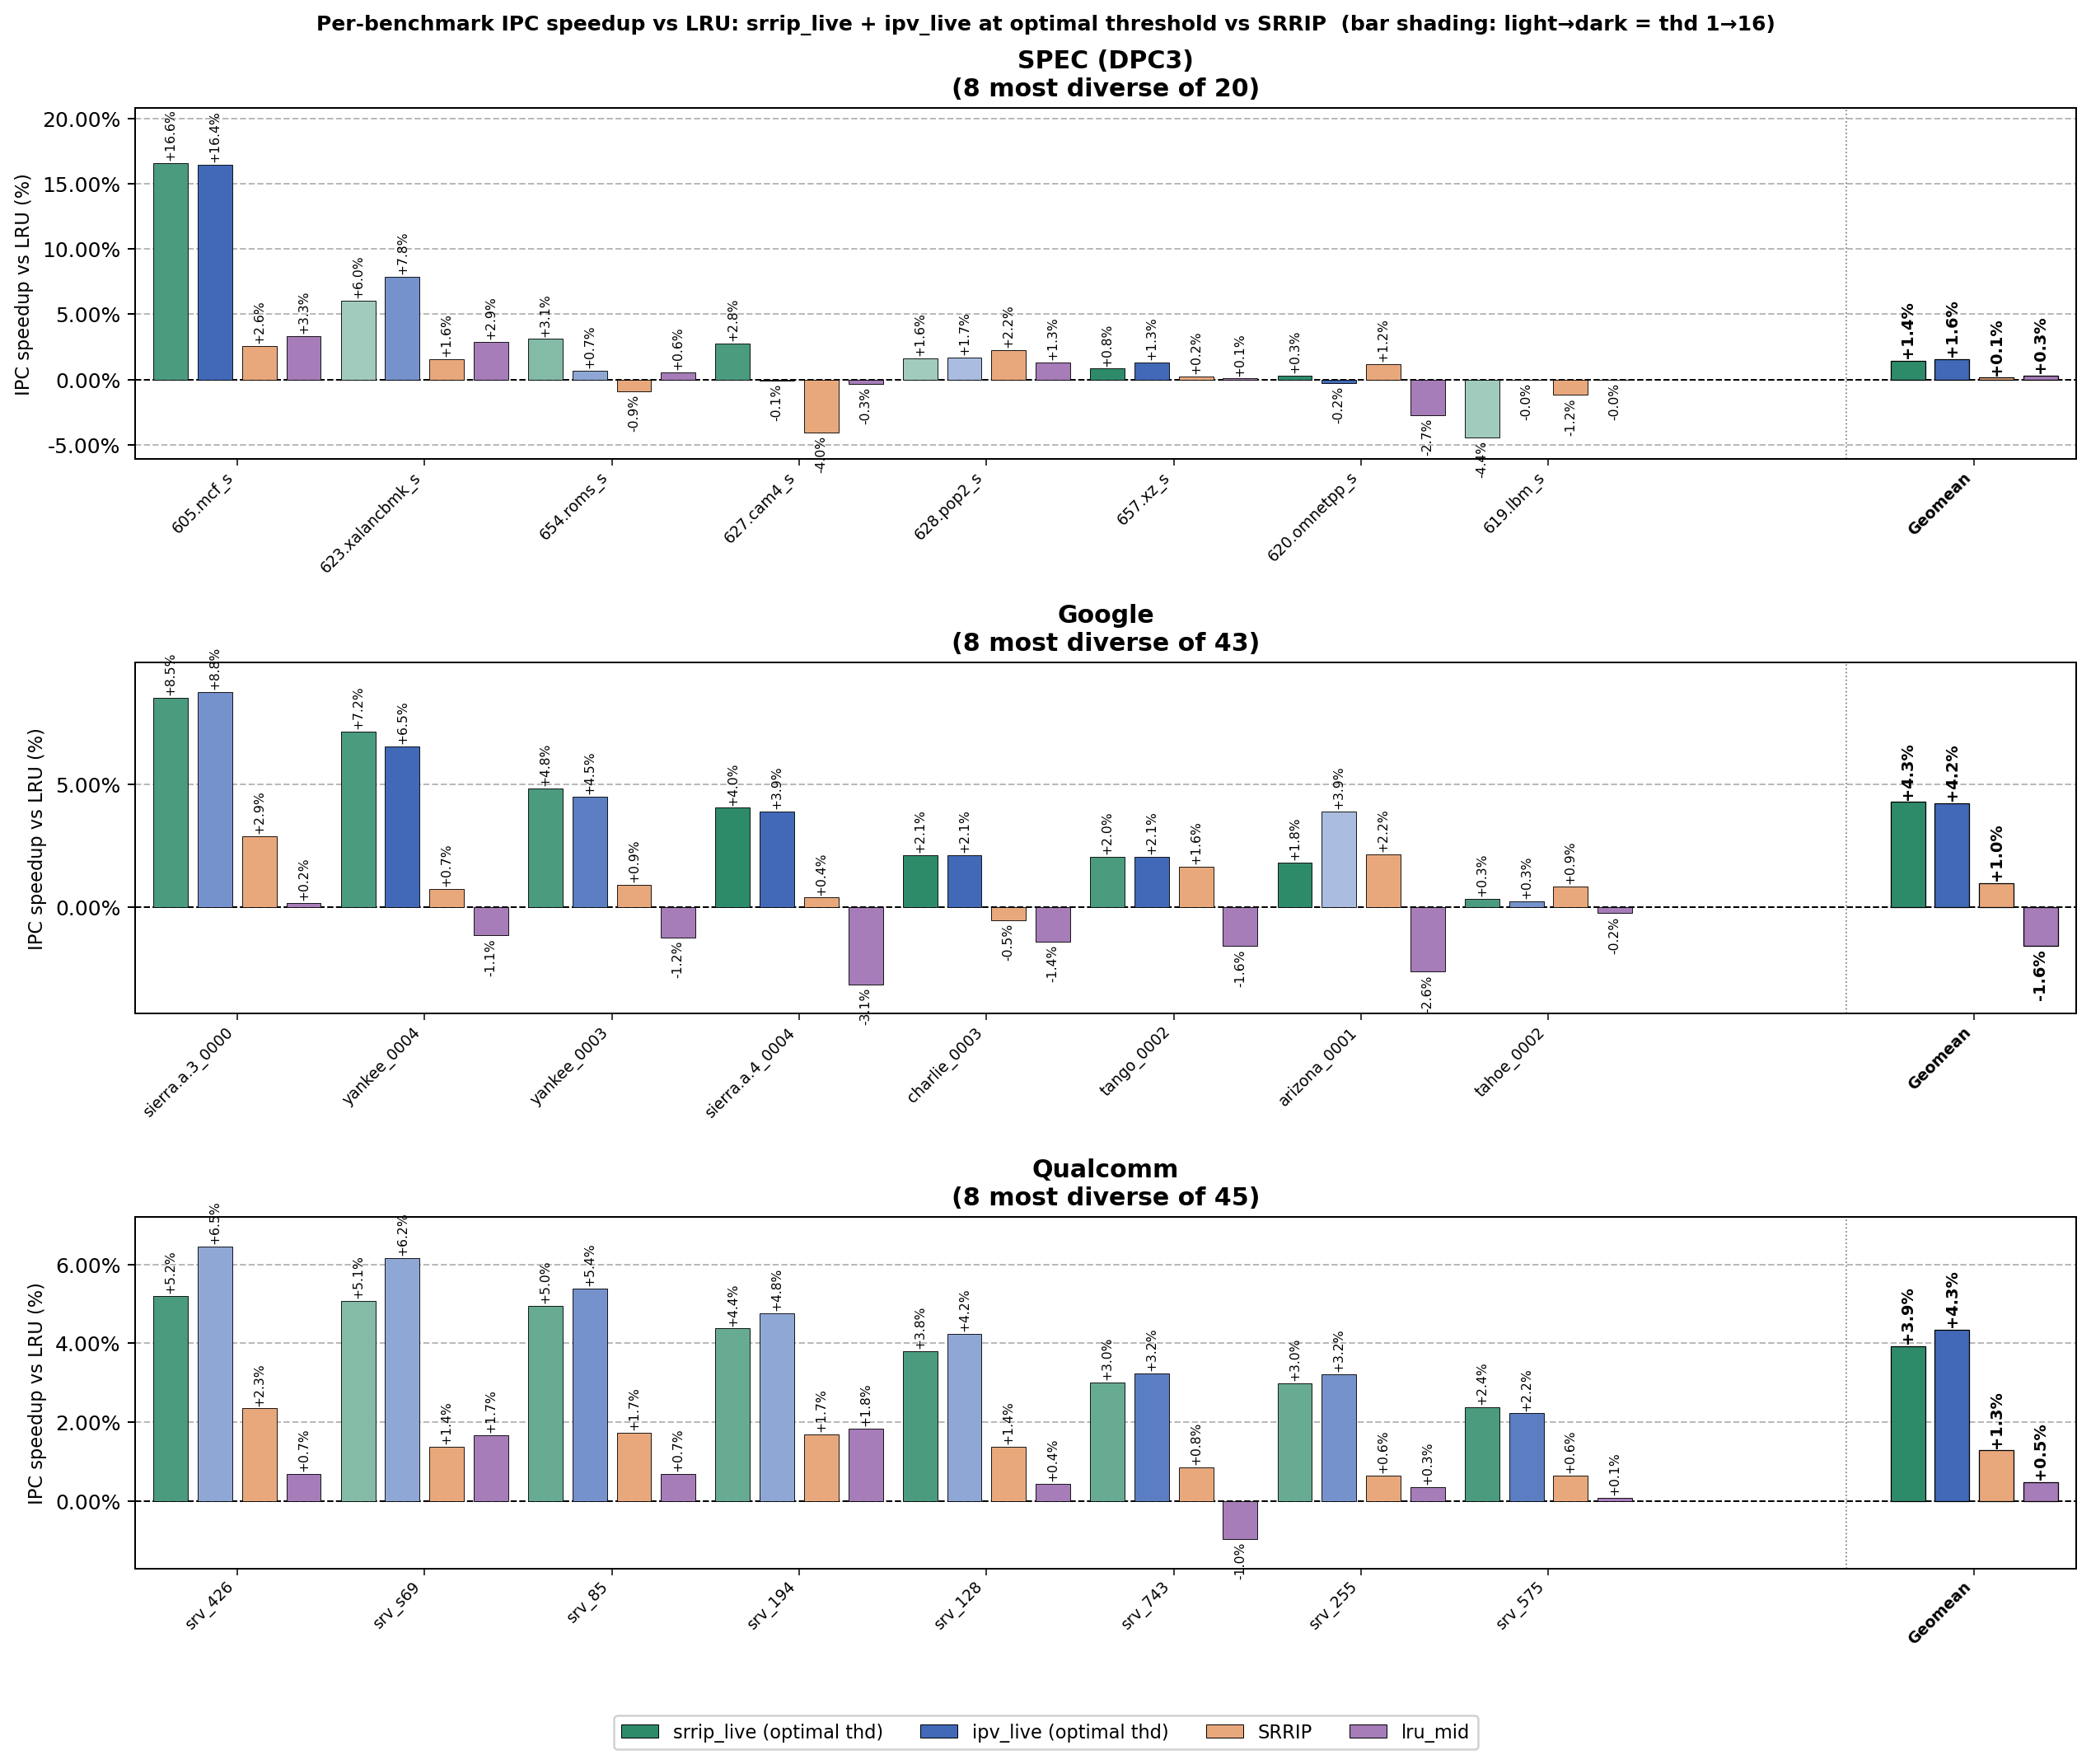 Per-benchmark IPC speedup vs LRU: srrip_live + ipv_live at optimal threshold vs SRRIP  (bar shading: light→dark = thd 1→16)
SPEC (DPC3)
(8 most diverse of 20)
IPC speedup vs LRU (%)
20.00%
15.00%
10.00%
5.00%
0.00%
-5.00%
+16.6%
+16.4%
+2.6%
+3.3%
+6.0%
+7.8%
+1.6%
+2.9%
+3.1%
+0.7%
-0.9%
+0.6%
+2.8%
-0.1%
-4.0%
-0.3%
+1.6%
+1.7%
+2.2%
+1.3%
+0.8%
+1.3%
+0.2%
+0.1%
+0.3%
-0.2%
+1.2%
-2.7%
-4.4%
-0.0%
-1.2%
-0.0%
+1.4%
+1.6%
+0.1%
+0.3%
605.mcf_s
623.xalancbmk_s
654.roms_s
627.cam4_s
628.pop2_s
657.xz_s
620.omnetpp_s
619.lbm_s
Geomean
Google
(8 most diverse of 43)
IPC speedup vs LRU (%)
5.00%
0.00%
+8.5%
+8.8%
+2.9%
+0.2%
+7.2%
+6.5%
+0.7%
-1.1%
+4.8%
+4.5%
+0.9%
-1.2%
+4.0%
+3.9%
+0.4%
-3.1%
+2.1%
+2.1%
-0.5%
-1.4%
+2.0%
+2.1%
+1.6%
-1.6%
+1.8%
+3.9%
+2.2%
-2.6%
+0.3%
+0.3%
+0.9%
-0.2%
+4.3%
+4.2%
+1.0%
-1.6%
sierra.a.3_0000
yankee_0004
yankee_0003
sierra.a.4_0004
charlie_0003
tango_0002
arizona_0001
tahoe_0002
Geomean
Qualcomm
(8 most diverse of 45)
IPC speedup vs LRU (%)
6.00%
4.00%
2.00%
0.00%
+5.2%
+6.5%
+2.3%
+0.7%
+5.1%
+6.2%
+1.4%
+1.7%
+5.0%
+5.4%
+1.7%
+0.7%
+4.4%
+4.8%
+1.7%
+1.8%
+3.8%
+4.2%
+1.4%
+0.4%
+3.0%
+3.2%
+0.8%
-1.0%
+3.0%
+3.2%
+0.6%
+0.3%
+2.4%
+2.2%
+0.6%
+0.1%
+3.9%
+4.3%
+1.3%
+0.5%
srv_426
srv_s69
srv_85
srv_194
srv_128
srv_743
srv_255
srv_575
Geomean
srrip_live (optimal thd)
ipv_live (optimal thd)
SRRIP
lru_mid